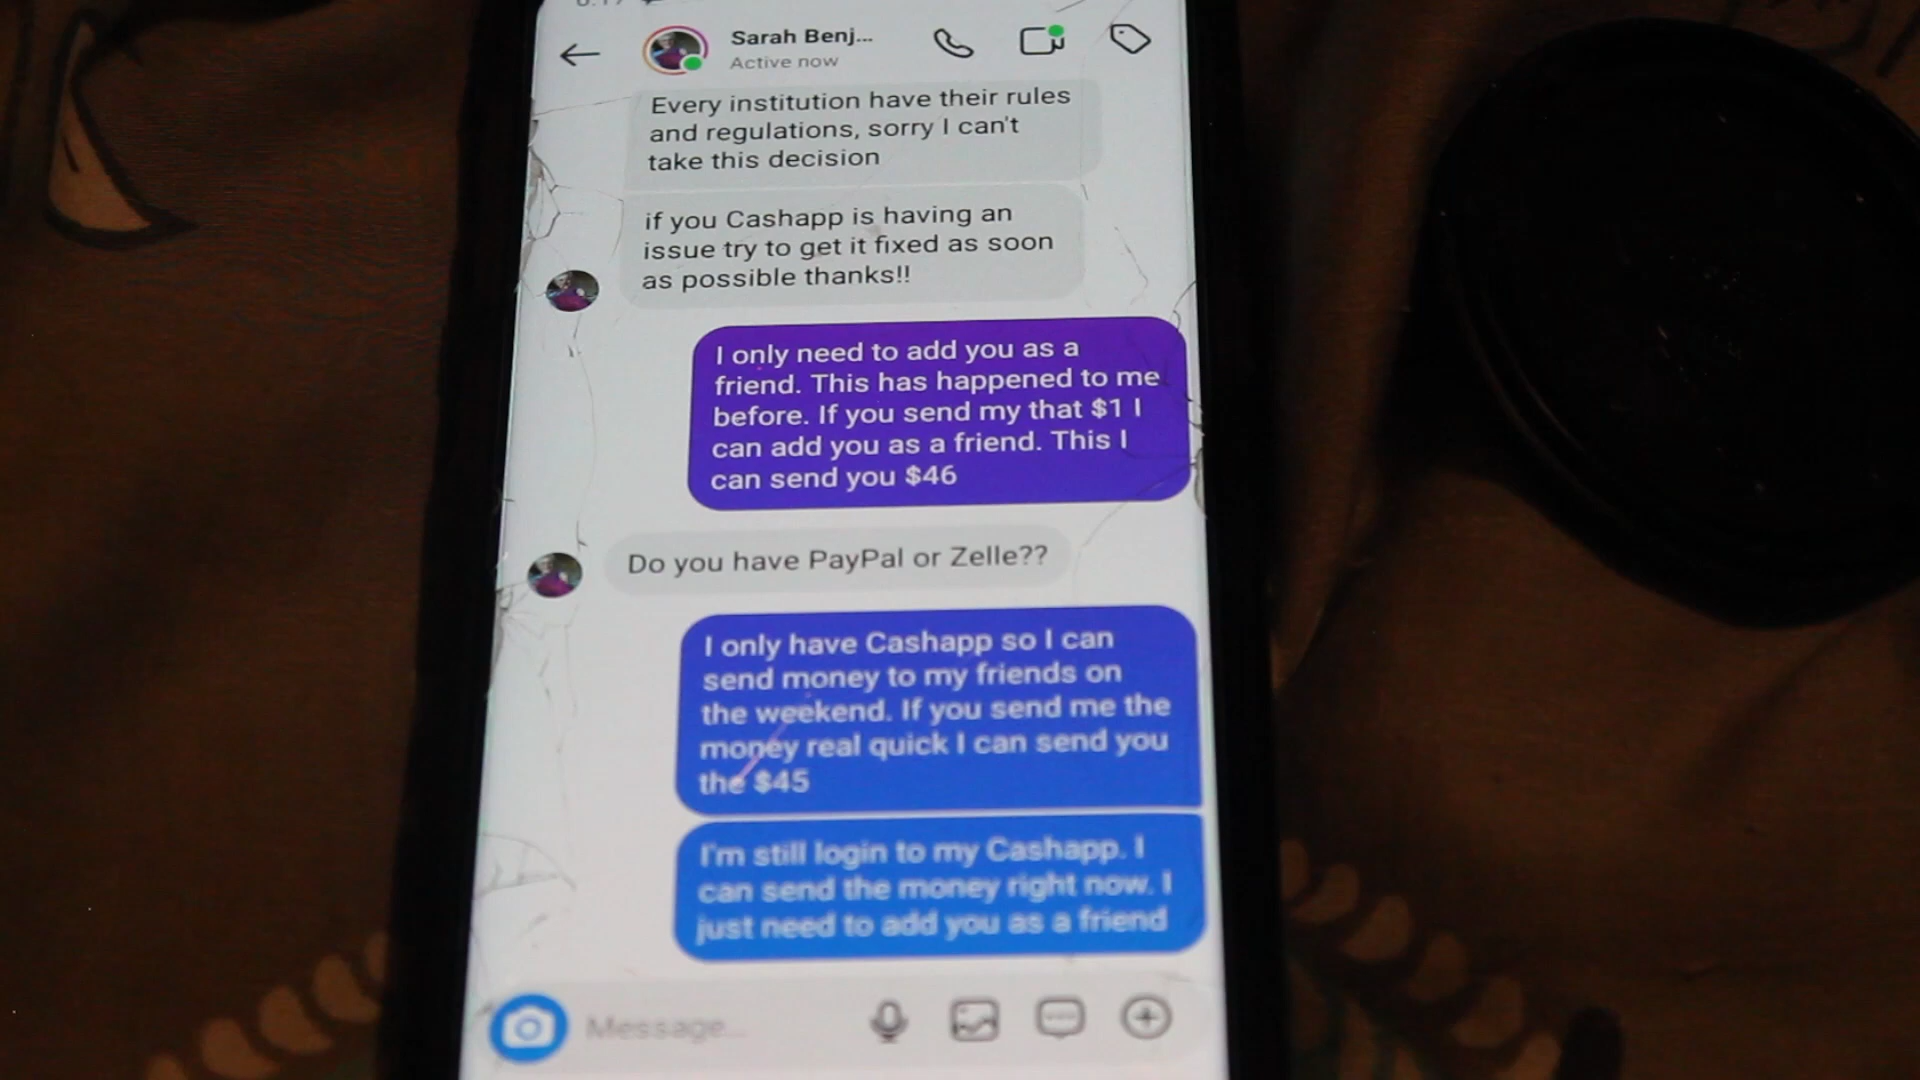 Sarah Benj...
Active now
Every institution have their rules
and regulations, sorry I can't
take this decision
if you Cashapp is having an
issue try to get it fixed as soon
as possible thanks!!
I only need to add you as a
friend. This has happened to me
before. If you send my that $1 I
can add you as a friend. This I
can send you $46
Do you have PayPal or Zelle??
I only have Cashapp so I can
send money to my friends on
the weekend. If you send me the
money real quick I can send you
the $45
I'm still login to my Cashapp. I
can send the money right now. I
just need to add you as a friend
Message...